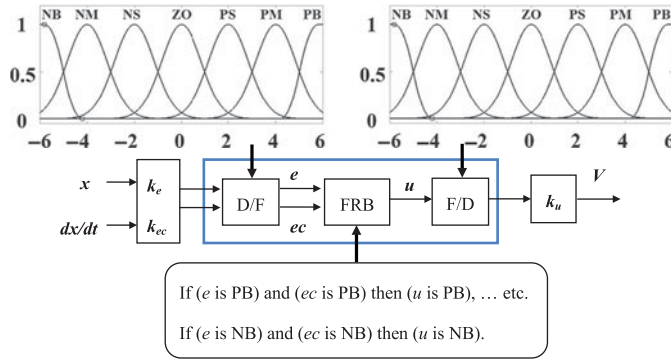 NB NM NS ZO PS PM PB
NB NM NS ZO PS PM PB
1
0.5
0
-6 -4 -2 0 2 4 6
1
0.5
0
-6 -4 -2 0 2 4 6
x
ke
dx/dt
kec
D/F
e
ec
FRB
u
F/D
ku
V
If (e is PB) and (ec is PB) then (u is PB), … etc.
If (e is NB) and (ec is NB) then (u is NB).